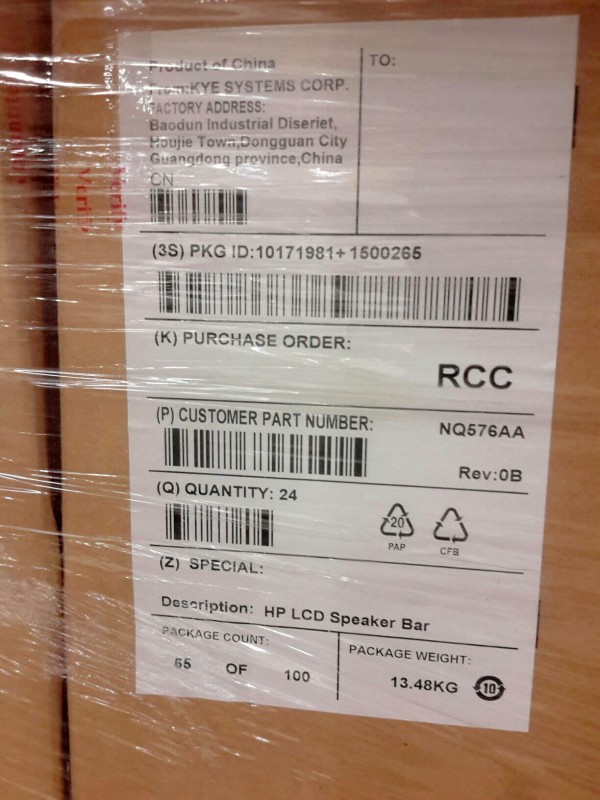 Product of China
From:KYE SYSTEMS CORP.
FACTORY ADDRESS:
Baodun Industrial Diseriet,
Houjie Town,Dongguan City
Guangdong province,China
CN
TO:
(3S) PKG ID:10171981+1500265
(K) PURCHASE ORDER:
RCC
(P) CUSTOMER PART NUMBER:
NQ576AA
Rev:0B
(Q) QUANTITY: 24
20
PAP
CFB
(Z) SPECIAL:
Description: HP LCD Speaker Bar
PACKAGE COUNT:
55 OF 100
PACKAGE WEIGHT:
13.48KG
10